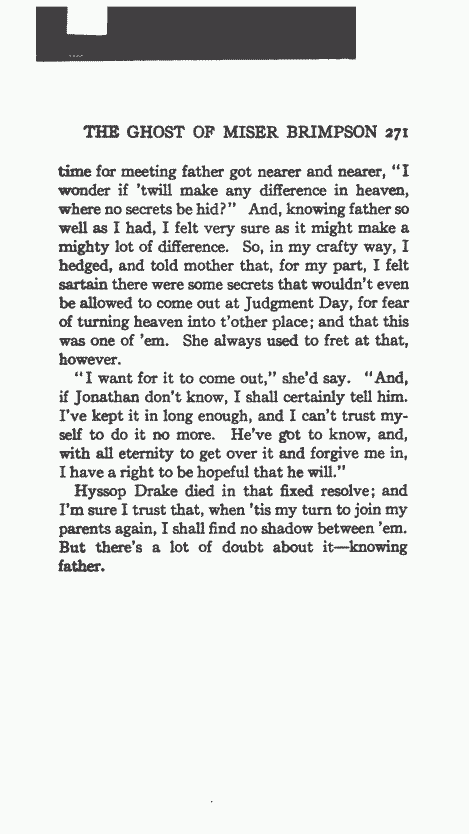 THE GHOST OF MISER BRIMPSON 271
time for meeting father got nearer and nearer, "I
wonder if 'twill make any difference in heaven,
where no secrets be hid?" And, knowing father so
well as I had, I felt very sure as it might make a
mighty lot of difference. So, in my crafty way, I
hedged, and told mother that, for my part, I felt
sartain there were some secrets that wouldn't even
be allowed to come out at Judgment Day, for fear
of turning heaven into t'other place; and that this
was one of 'em. She always used to fret at that,
however.
"I want for it to come out," she'd say. "And,
if Jonathan don't know, I shall certainly tell him.
I've kept it in long enough, and I can't trust my-
self to do it no more. He've got to know, and,
with all eternity to get over it and forgive me in,
I have a right to be hopeful that he will."
Hyssop Drake died in that fixed resolve; and
I'm sure I trust that, when 'tis my turn to join my
parents again, I shall find no shadow between 'em.
But there's a lot of doubt about it—knowing
father.